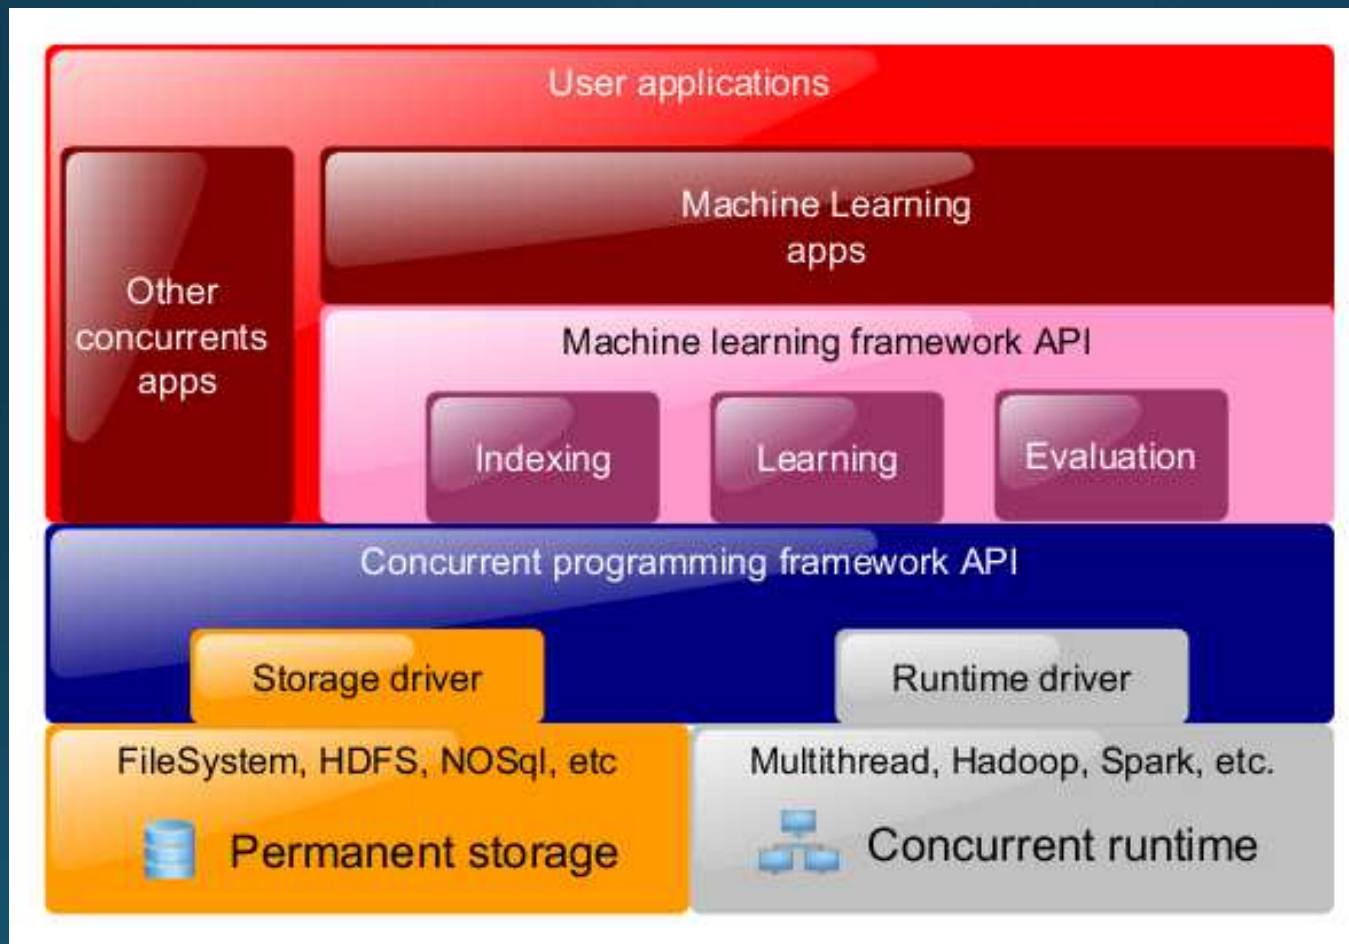 User applications
Other
concurrents
apps
Machine Learning
apps
Machine learning framework API
Indexing
Learning
Evaluation
Concurrent programming framework API
Storage driver
Runtime driver
FileSystem, HDFS, NOSql, etc
Permanent storage
Multithread, Hadoop, Spark, etc.
Concurrent runtime